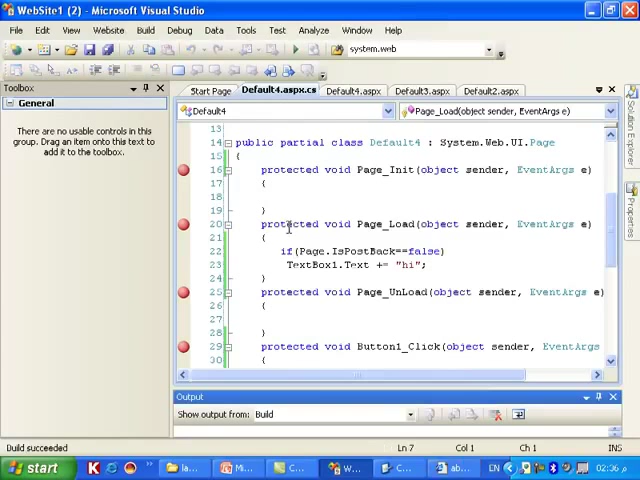 WebSite1 (2) - Microsoft Visual Studio
File Edit View Website Build Debug Data Tools Test Analyze Window Help
system.web
Toolbox
General
There are no usable controls in this
group. Drag an item onto this text to
add it to the toolbox.
Start Page Default4.aspx.cs Default4.aspx Default3.aspx Default2.aspx
Default4 Page_Load(object sender, EventArgs e)
13
14 public partial class Default4 : System.Web.UI.Page
15 {
16 protected void Page_Init(object sender, EventArgs e)
17 {
18
19 }
20 protected void Page_Load(object sender, EventArgs e)
21 {
22 if(Page.IsPostBack==false)
23 TextBox1.Text += "hi";
24 }
25 protected void Page_UnLoad(object sender, EventArgs e)
26 {
27
28 }
29 protected void Button1_Click(object sender, EventArgs
30 {
Solution Explorer
Properties
Output
Show output from: Build
Build succeeded Ln 7 Col 1 Ch 1 INS
start la... Mi... C... W... C... ab... EN 02:36 م